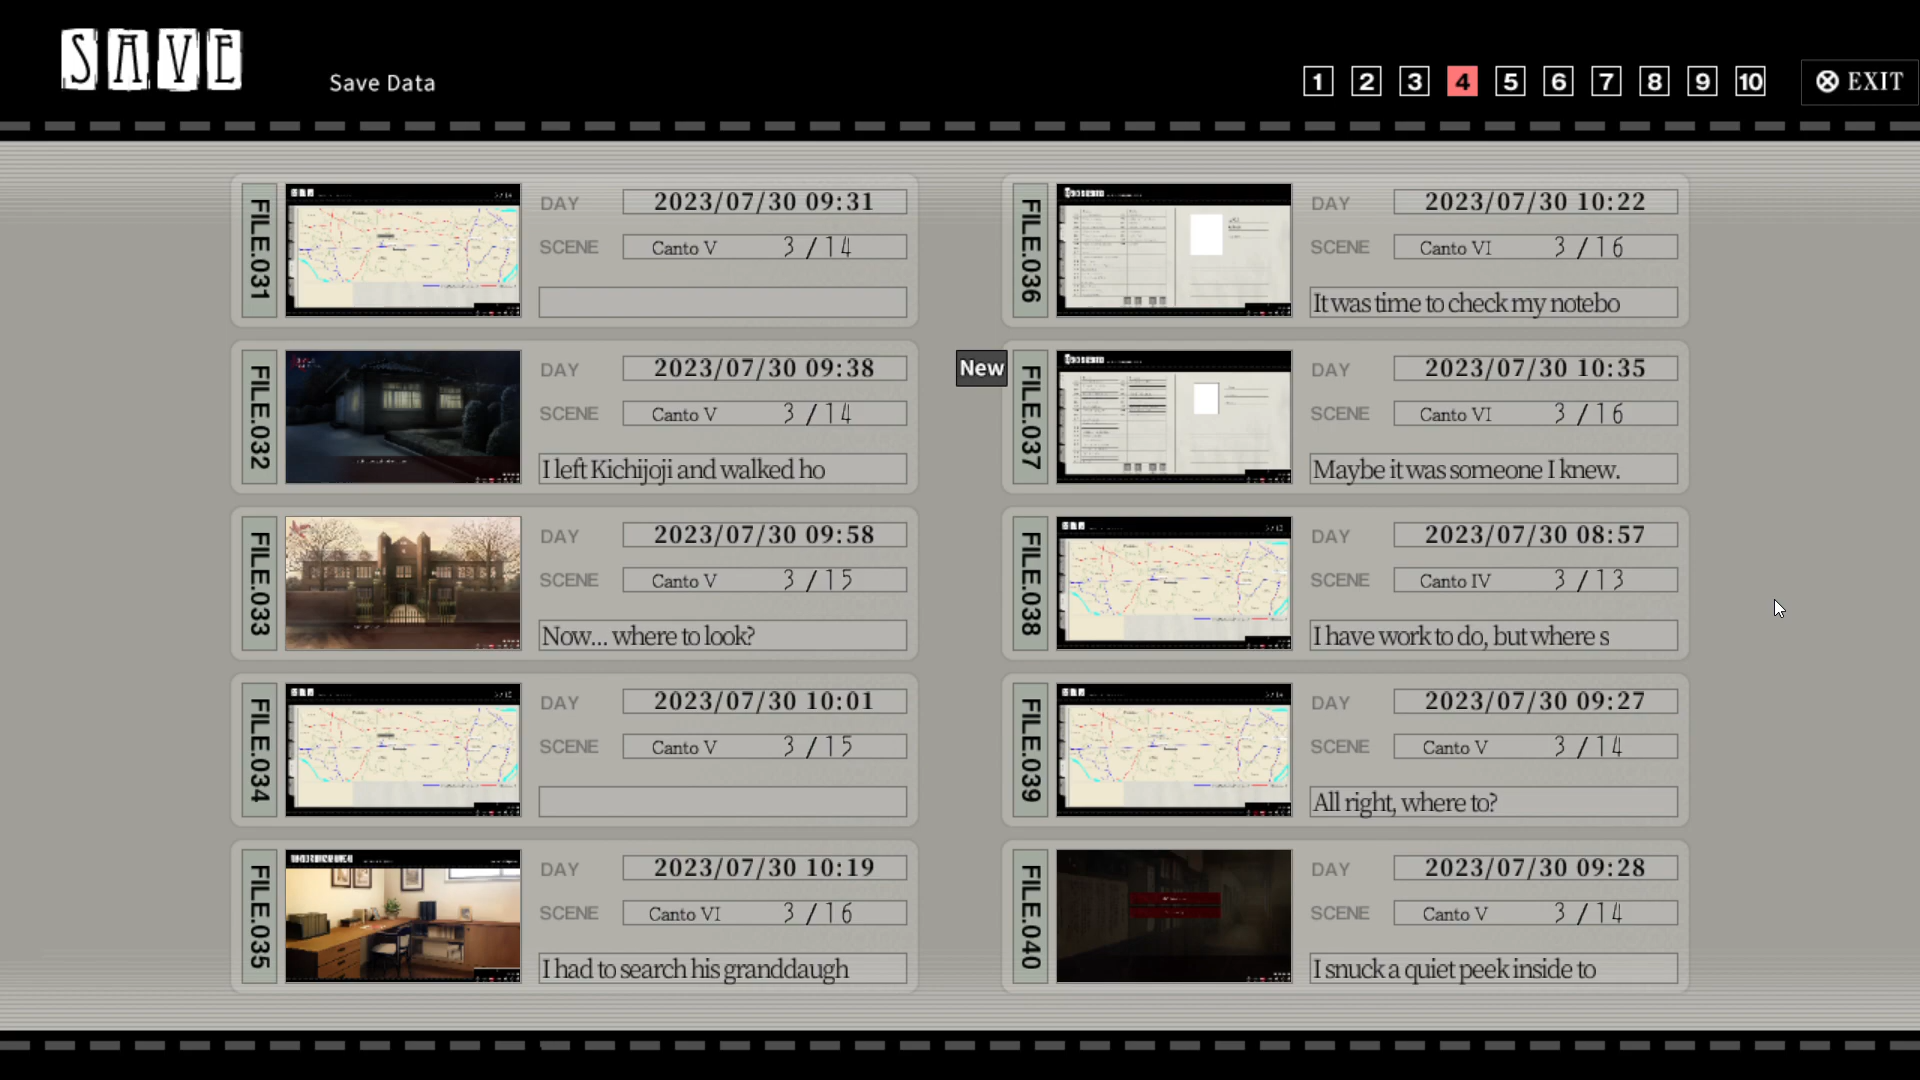 SAVE
Save Data
1 2 3 4 5 6 7 8 9 10
EXIT
FILE.031
DAY 2023/07/30 09:31
SCENE Canto V 3/14
FILE.032
DAY 2023/07/30 09:38
SCENE Canto V 3/14
I left Kichijoji and walked ho
FILE.033
DAY 2023/07/30 09:58
SCENE Canto V 3/15
Now... where to look?
FILE.034
DAY 2023/07/30 10:01
SCENE Canto V 3/15
FILE.035
DAY 2023/07/30 10:19
SCENE Canto VI 3/16
I had to search his granddaugh
FILE.036
DAY 2023/07/30 10:22
SCENE Canto VI 3/16
It was time to check my notebo
New
FILE.037
DAY 2023/07/30 10:35
SCENE Canto VI 3/16
Maybe it was someone I knew.
FILE.038
DAY 2023/07/30 08:57
SCENE Canto IV 3/13
I have work to do, but where s
FILE.039
DAY 2023/07/30 09:27
SCENE Canto V 3/14
All right, where to?
FILE.040
DAY 2023/07/30 09:28
SCENE Canto V 3/14
I snuck a quiet peek inside to